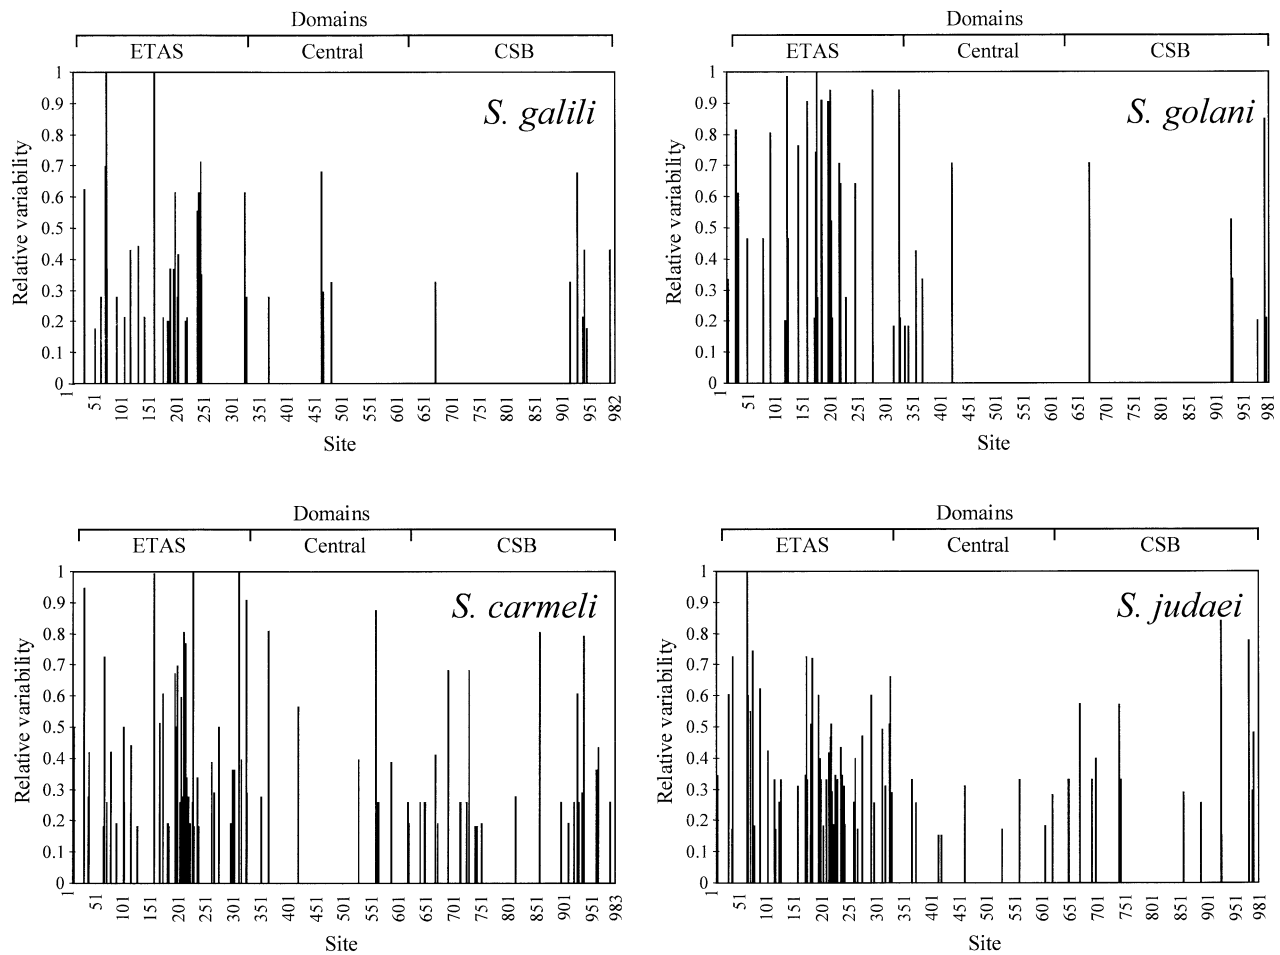 Domains
ETAS Central CSB
S. galili
Relative variability
1
0.9
0.8
0.7
0.6
0.5
0.4
0.3
0.2
0.1
0
1 51 101 151 201 251 301 351 401 451 501 551 601 651 701 751 801 851 901 951 982
Site
Domains
ETAS Central CSB
S. golani
Relative variability
1
0.9
0.8
0.7
0.6
0.5
0.4
0.3
0.2
0.1
0
1 51 101 151 201 251 301 351 401 451 501 551 601 651 701 751 801 851 901 951 981
Site
Domains
ETAS Central CSB
S. carmeli
Relative variability
1
0.9
0.8
0.7
0.6
0.5
0.4
0.3
0.2
0.1
0
1 51 101 151 201 251 301 351 401 451 501 551 601 651 701 751 801 851 901 951 983
Site
Domains
ETAS Central CSB
S. judaei
Relative variability
1
0.9
0.8
0.7
0.6
0.5
0.4
0.3
0.2
0.1
0
1 51 101 151 201 251 301 351 401 451 501 551 601 651 701 751 801 851 901 951 981
Site